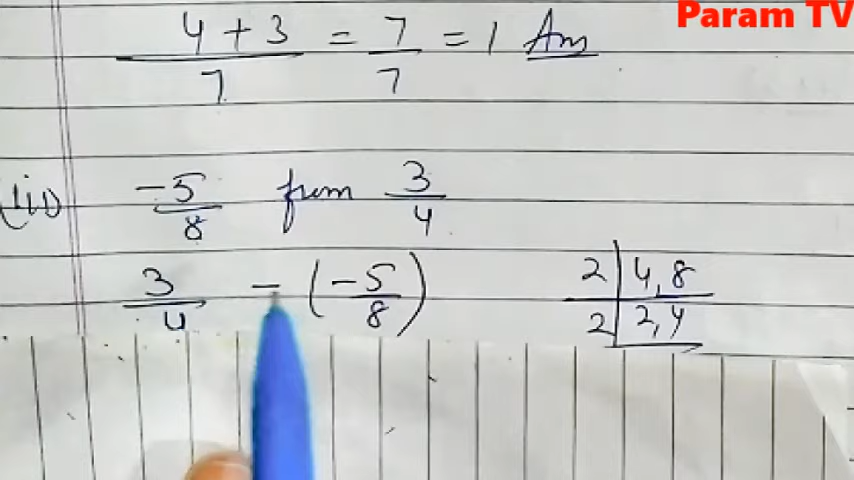 Param TV
4 + 3 / 7 = 7 / 7 = 1 Ans
(iii) -5/8 from 3/4
3/4 - (-5/8)
2 | 4, 8
2 | 2, 4